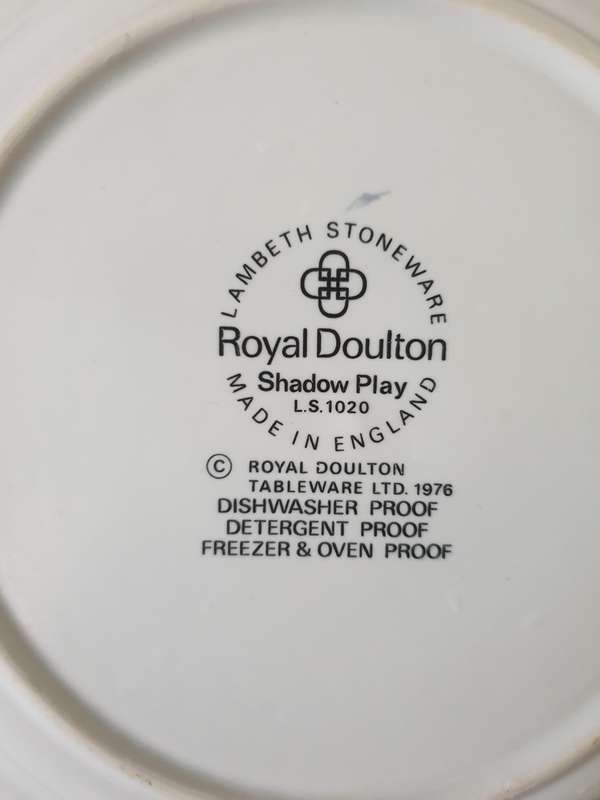 LAMBETH STONEWARE
Royal Doulton
Shadow Play
L.S.1020
MADE IN ENGLAND
© ROYAL DOULTON
TABLEWARE LTD. 1976
DISHWASHER PROOF
DETERGENT PROOF
FREEZER & OVEN PROOF